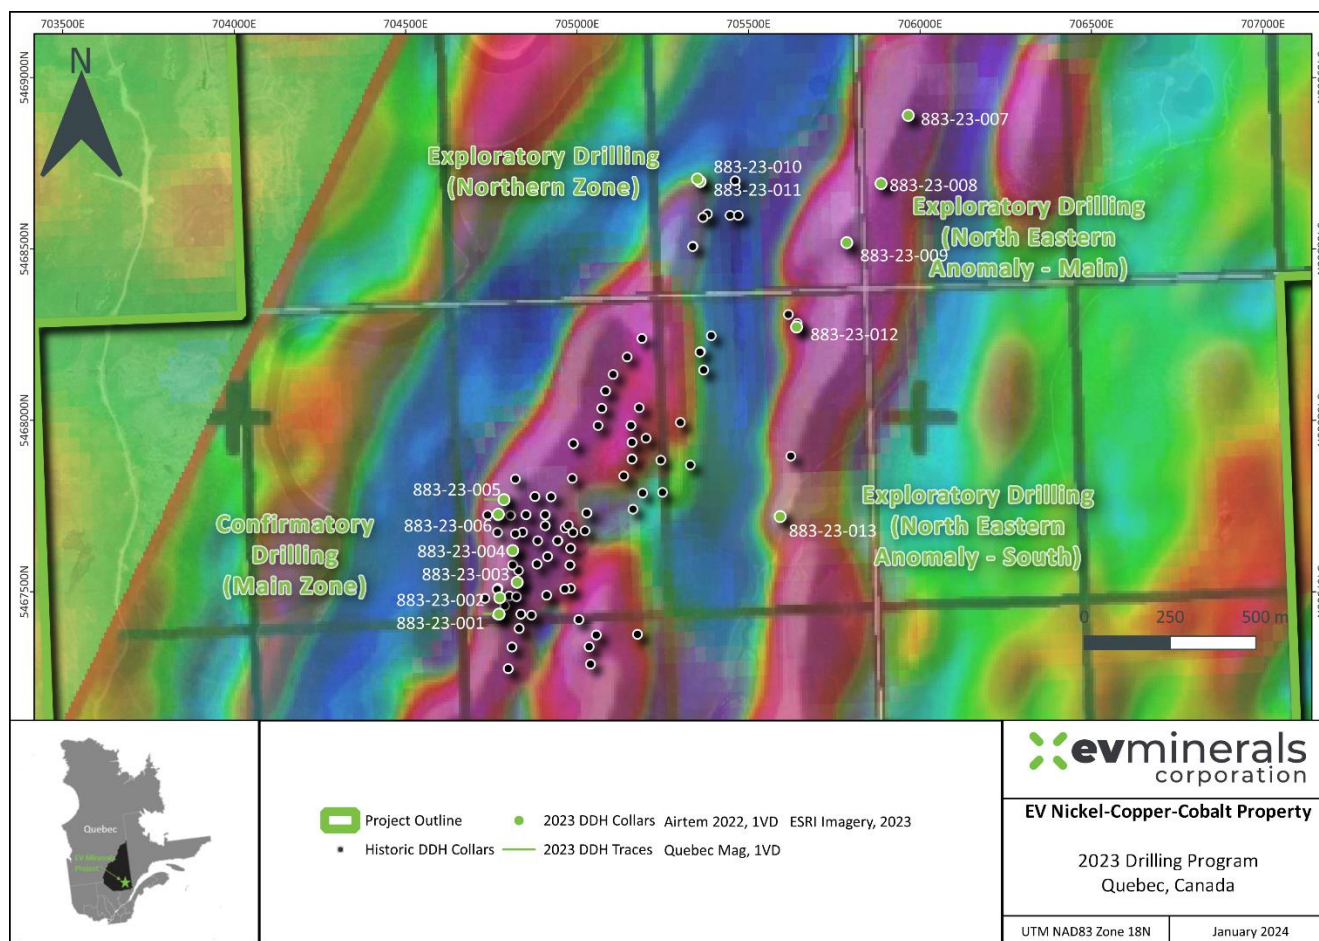 703500E
704000E
704500E
705000E
705500E
706000E
706500E
707000E
5469000N
5468500N
5468000N
5467500N
N
Exploratory Drilling
(Northern Zone)
883-23-010
883-23-011
883-23-007
883-23-008
Exploratory Drilling
(North Eastern
Anomaly - Main)
883-23-009
883-23-012
883-23-005
883-23-006
883-23-004
883-23-003
883-23-002
883-23-001
Confirmatory
Drilling
(Main Zone)
Exploratory Drilling
(North Eastern
Anomaly - South)
883-23-013
0 250 500 m
Quebec
EV Minerals
Project
Project Outline
Historic DDH Collars
2023 DDH Collars
2023 DDH Traces
Airtem 2022, 1VD
Quebec Mag, 1VD
ESRI Imagery, 2023
evminerals
corporation
EV Nickel-Copper-Cobalt Property
2023 Drilling Program
Quebec, Canada
UTM NAD83 Zone 18N
January 2024